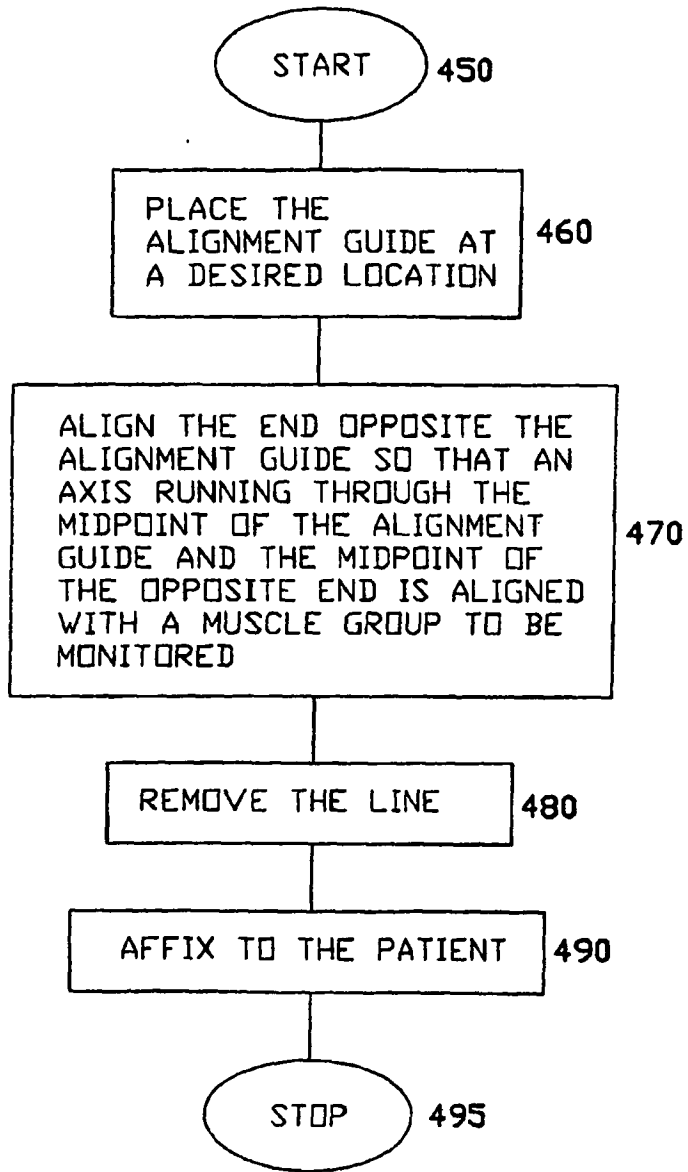 START 450
PLACE THE
ALIGNMENT GUIDE AT
A DESIRED LOCATION
460
ALIGN THE END OPPOSITE THE
ALIGNMENT GUIDE SO THAT AN
AXIS RUNNING THROUGH THE
MIDPOINT OF THE ALIGNMENT
GUIDE AND THE MIDPOINT OF
THE OPPOSITE END IS ALIGNED
WITH A MUSCLE GROUP TO BE
MONITORED
470
REMOVE THE LINE 480
AFFIX TO THE PATIENT 490
STOP 495